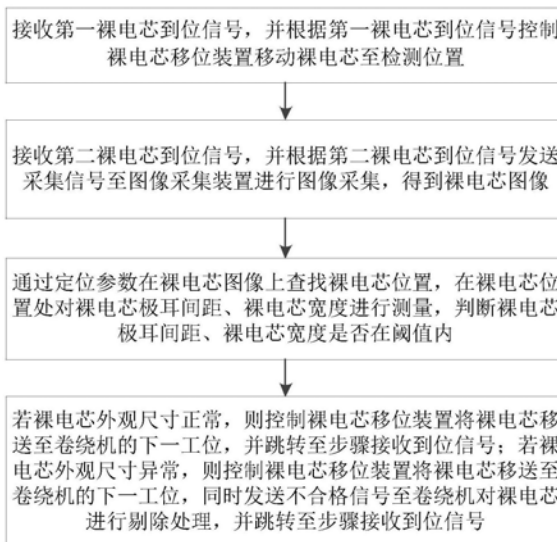 接收第一裸电芯到位信号，并根据第一裸电芯到位信号控制
裸电芯移位装置移动裸电芯至检测位置
接收第二裸电芯到位信号，并根据第二裸电芯到位信号发送
采集信号至图像采集装置进行图像采集，得到裸电芯图像
通过定位参数在裸电芯图像上查找裸电芯位置，在裸电芯位
置处对裸电芯极耳间距、裸电芯宽度进行测量，判断裸电芯
极耳间距、裸电芯宽度是否在阈值内
若裸电芯外观尺寸正常，则控制裸电芯移位装置将裸电芯移
送至卷绕机的下一工位，并跳转至步骤接收到位信号；若裸
电芯外观尺寸异常，则控制裸电芯移位装置将裸电芯移送至
卷绕机的下一工位，同时发送不合格信号至卷绕机对裸电芯
进行剔除处理，并跳转至步骤接收到位信号